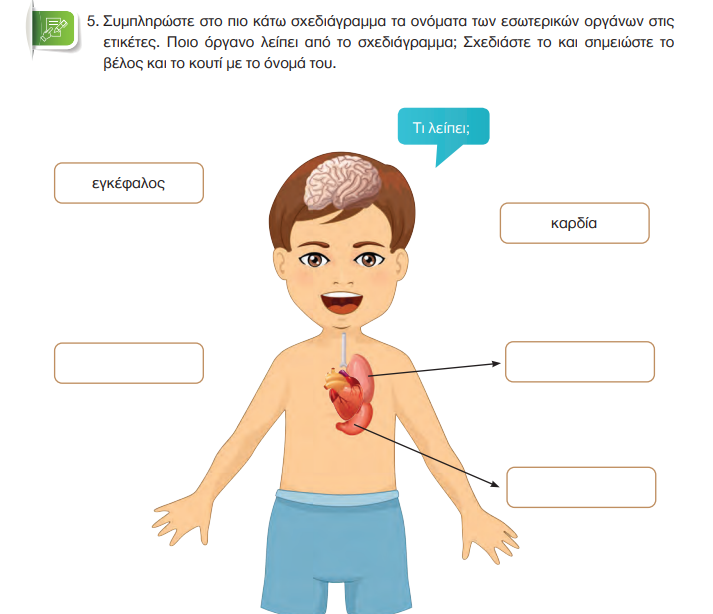 5. Συμπληρώστε στο πιο κάτω σχεδιάγραμμα τα ονόματα των εσωτερικών οργάνων στις
ετικέτες. Ποιο όργανο λείπει από το σχεδιάγραμμα; Σχεδιάστε το και σημειώστε το
βέλος και το κουτί με το όνομά του.
Τι λείπει;
εγκέφαλος
καρδία